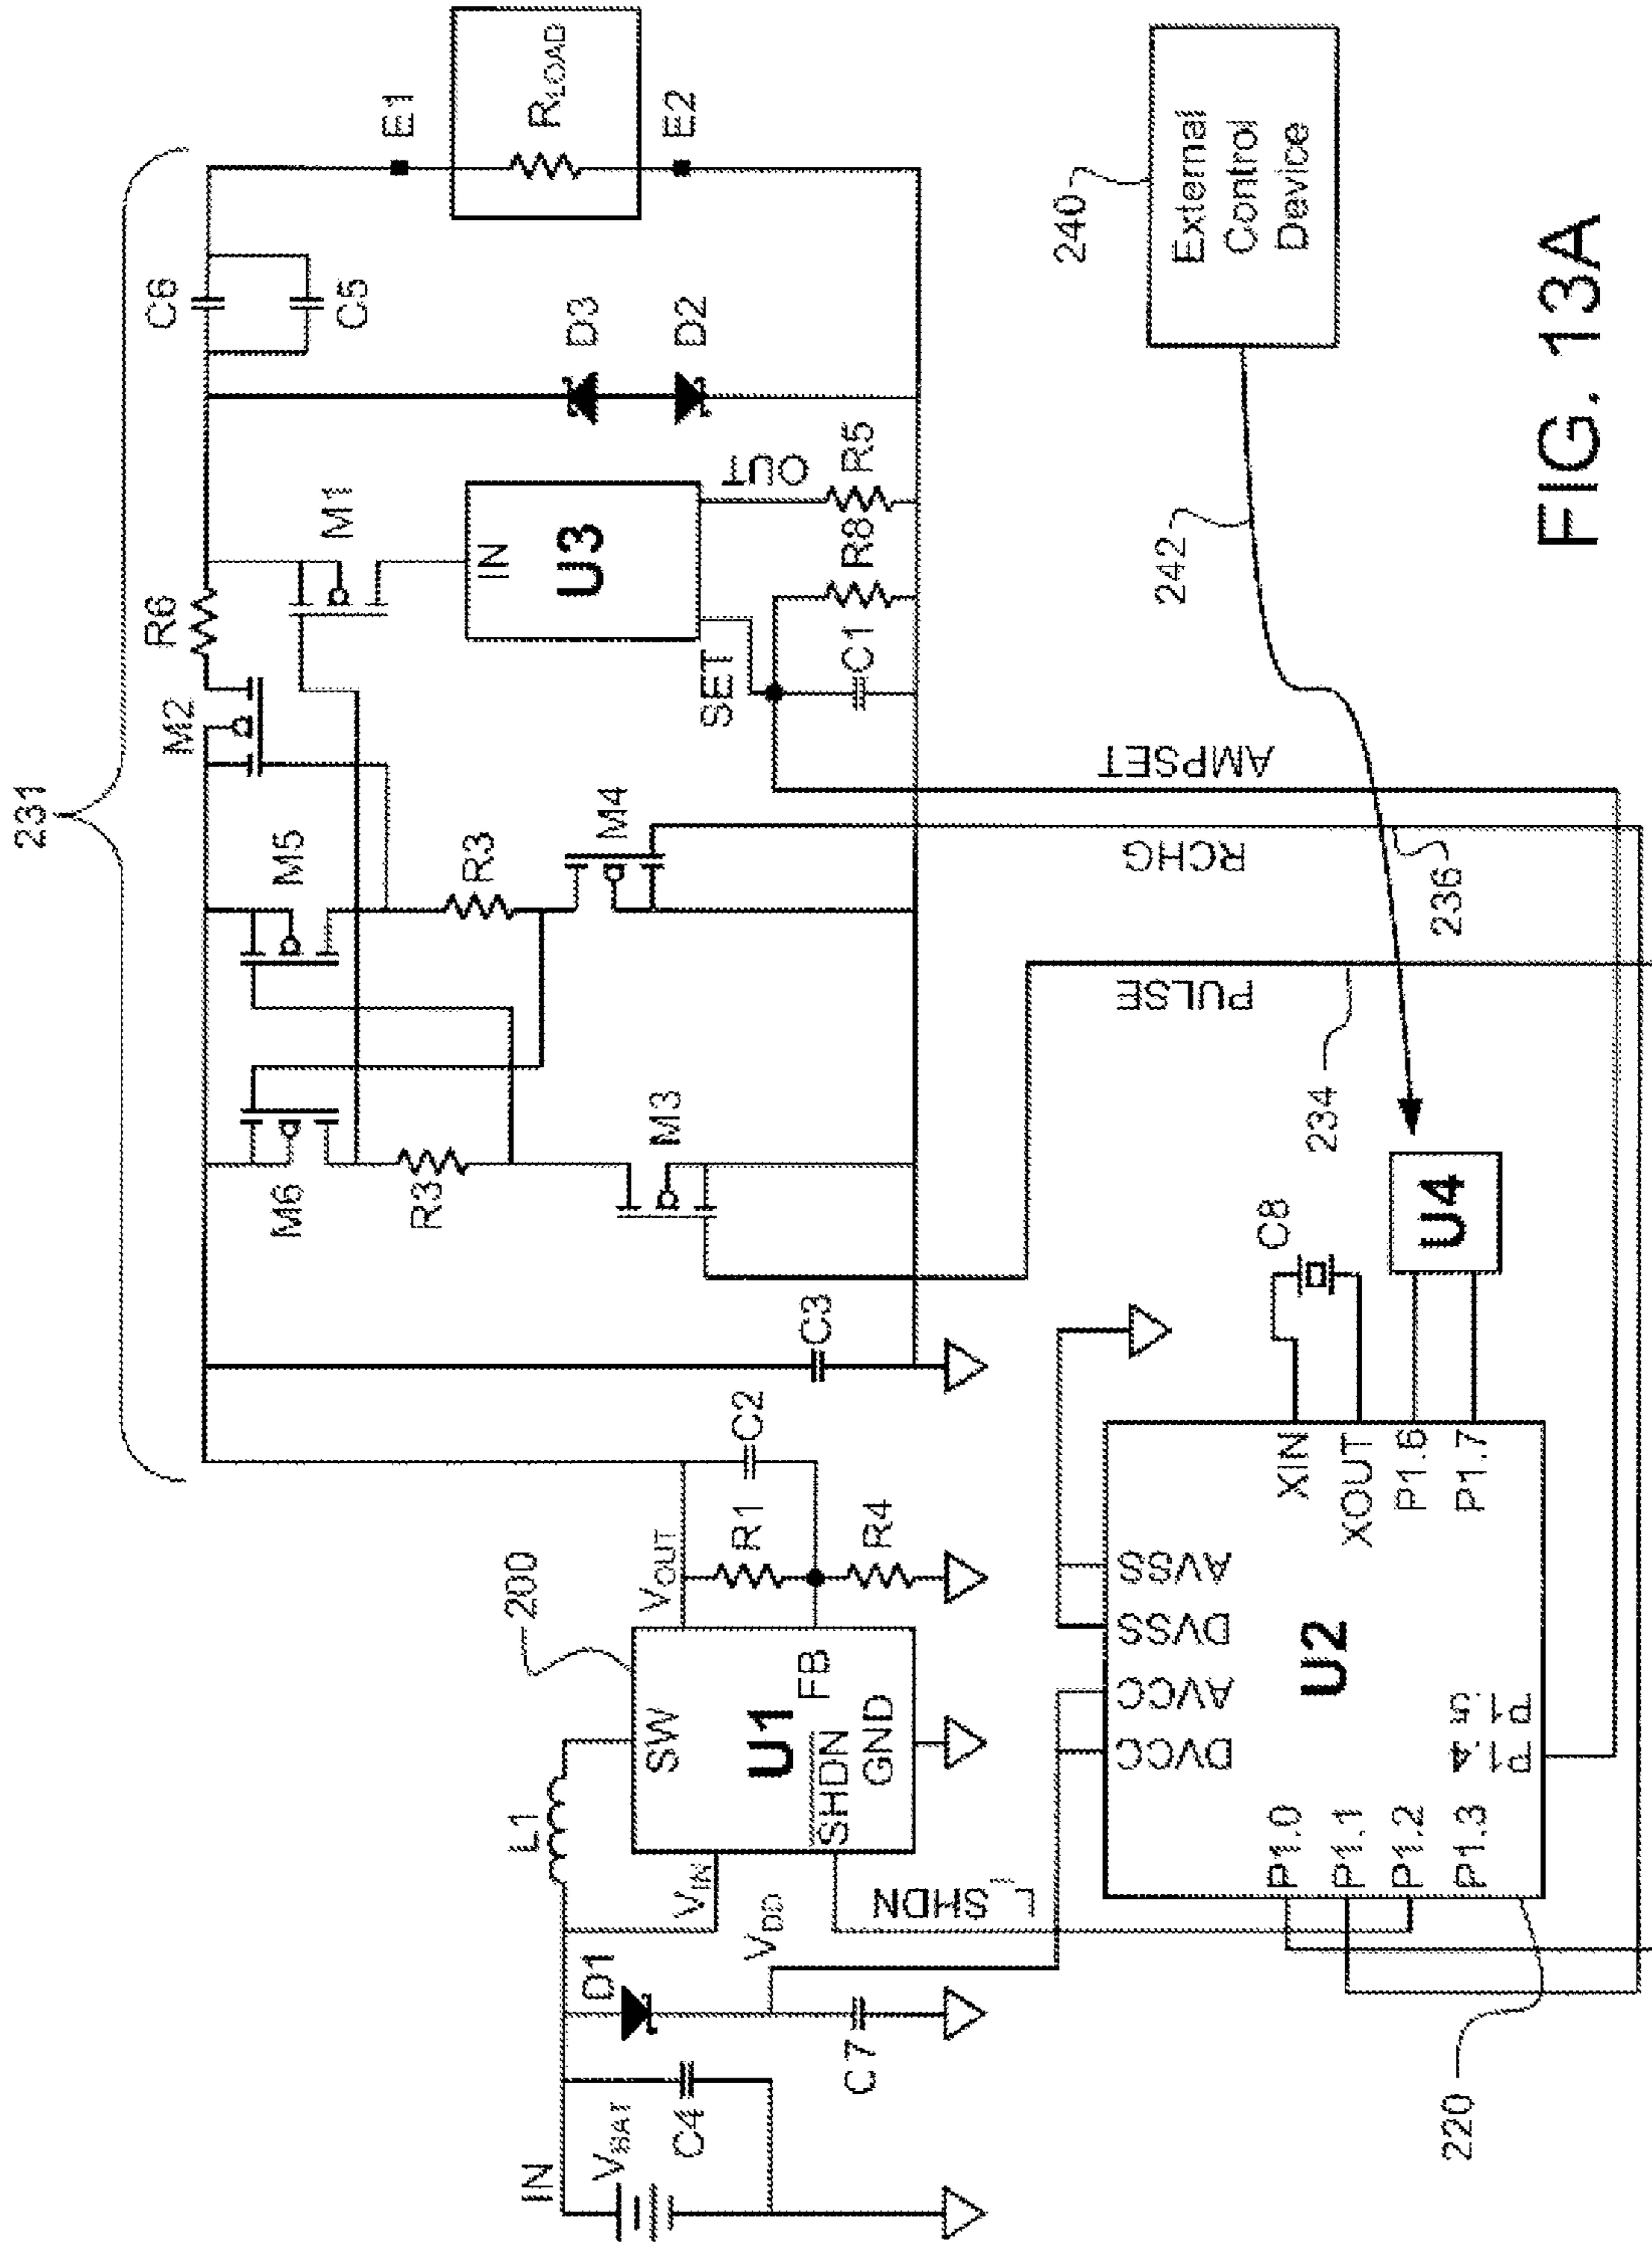 231
M2
R6
C6
C5
E1
RLOAD
E2
M6
M5
M1
R3
R3
M3
M4
IN
U3
SET
OUT
D3
D2
C1
R8
R5
C3
IN
VBAT
C4
D1
C7
L1
VIN
VDD
SW
U1
FB
SHDN
GND
200
VOUT
R1
C2
R4
L_SHDN
PULSE
RCHG
AMPSET
234
236
242
240
External
Control
Device
DVCC
AVCC
DVSS
AVSS
U2
P1.0
P1.1
P1.2
P1.3
P1.4
P1.5
XIN
XOUT
P1.6
P1.7
C8
U4
220
FIG. 13A